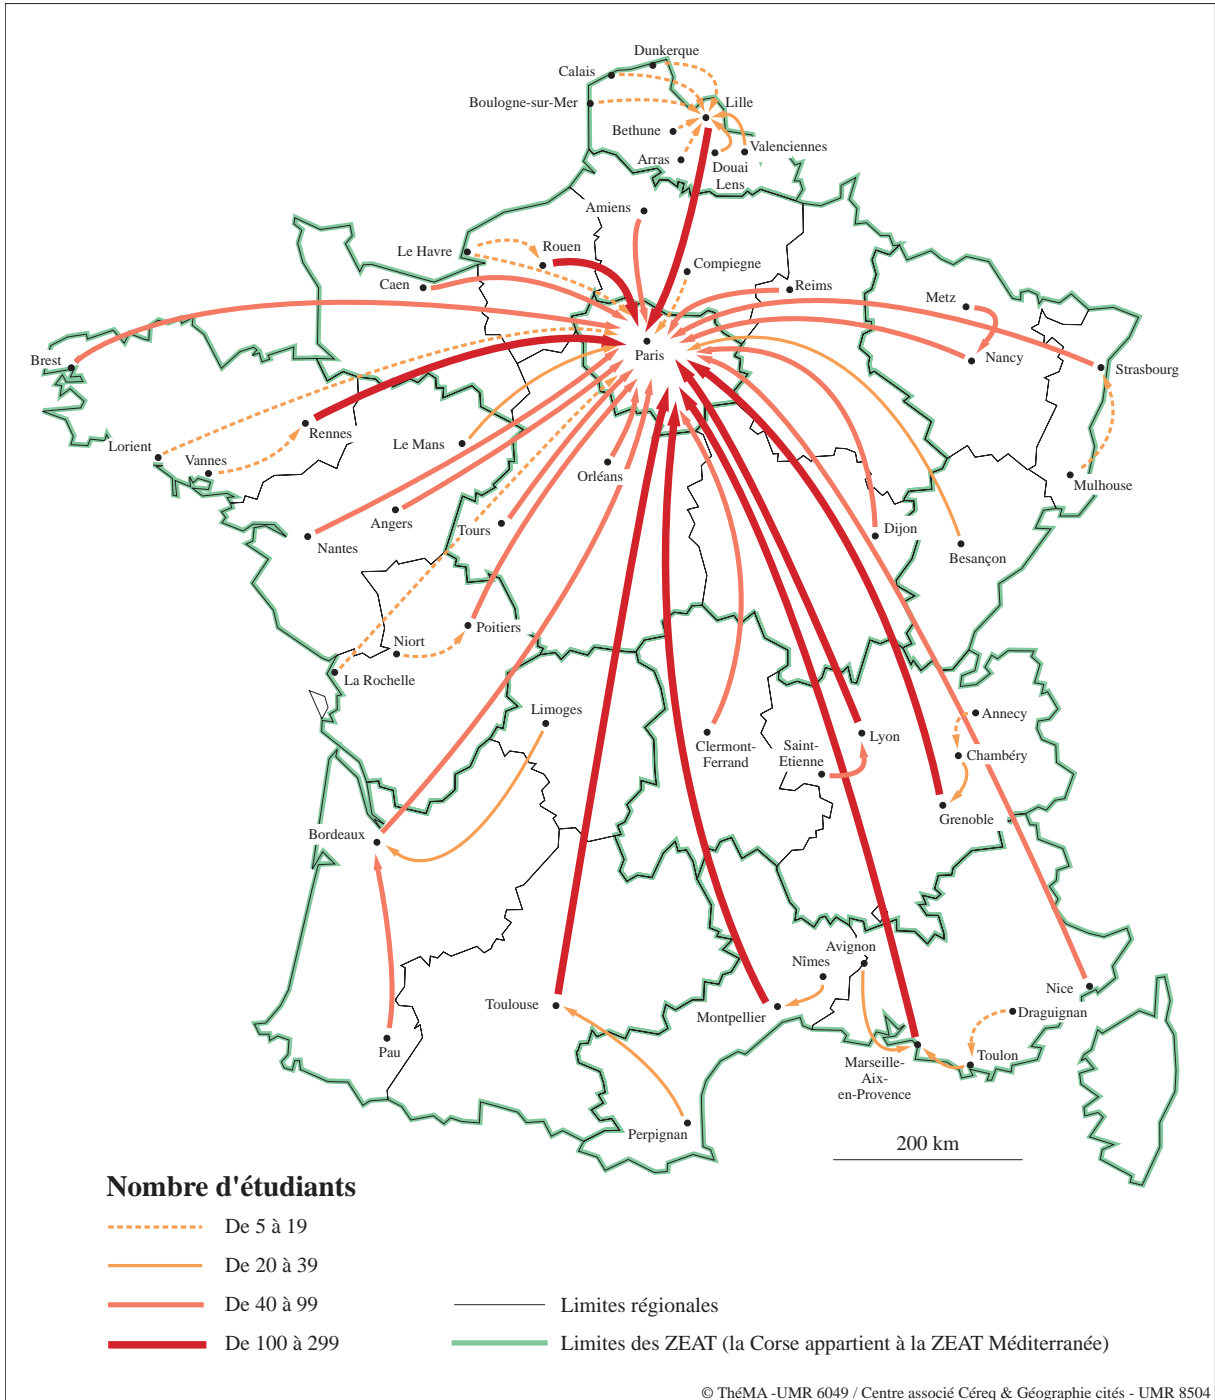 Dunkerque
Calais
Boulogne-sur-Mer
Lille
Bethune
Valenciennes
Arras
Douai
Lens
Amiens
Le Havre
Rouen
Compiegne
Caen
Reims
Metz
Paris
Nancy
Brest
Strasbourg
Rennes
Le Mans
Lorient
Vannes
Orléans
Mulhouse
Angers
Tours
Dijon
Nantes
Besançon
Poitiers
Niort
La Rochelle
Limoges
Annecy
Clermont-
Ferrand
Saint-
Etienne
Lyon
Chambéry
Grenoble
Bordeaux
Avignon
Nîmes
Nice
Toulouse
Montpellier
Draguignan
Pau
Toulon
Marseille-
Aix-
en-Provence
Perpignan
200 km
Nombre d'étudiants
De 5 à 19
De 20 à 39
De 40 à 99
De 100 à 299
Limites régionales
Limites des ZEAT (la Corse appartient à la ZEAT Méditerranée)
© ThéMA -UMR 6049 / Centre associé Céreq & Géographie cités - UMR 8504